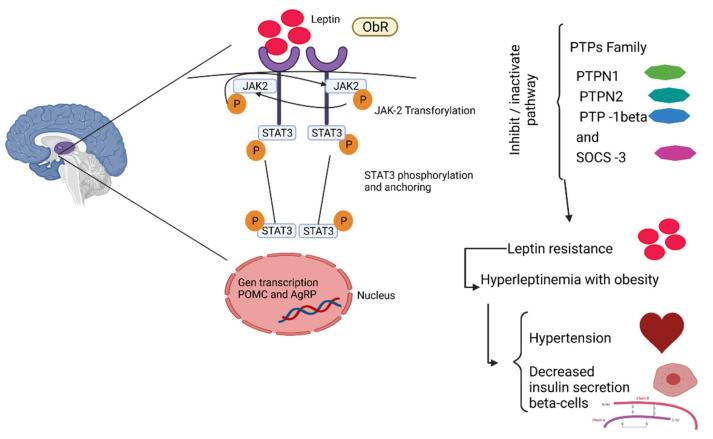 Leptin
ObR
JAK2
JAK2
P
P
JAK-2 Transforylation
STAT3
STAT3
P
P
STAT3 phosphorylation
and anchoring
P
P
STAT3
STAT3
Gen transcription
POMC and AgRP
Nucleus
Inhibit / inactivate
pathway
PTPs Family
PTPN1
PTPN2
PTP -1beta
and
SOCS -3
Leptin resistance
Hyperleptinemia with obesity
Hypertension
Decreased
insulin secretion
beta-cells